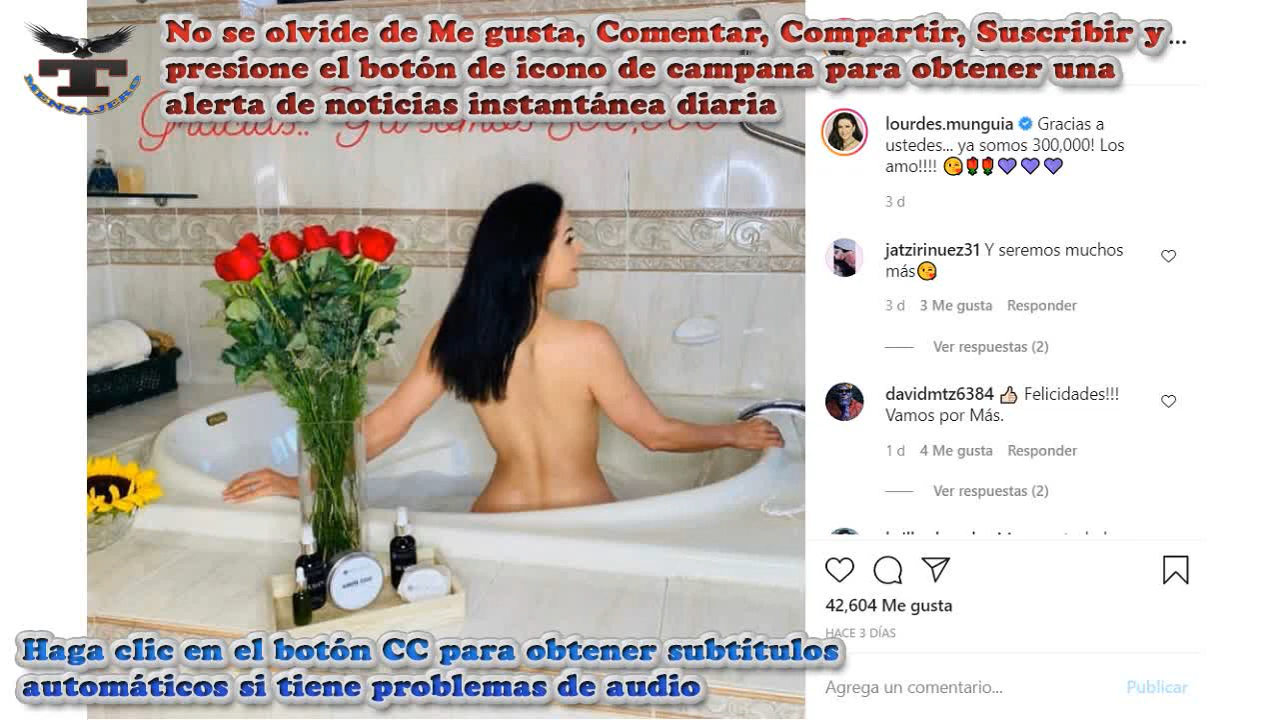 No se olvide de Me gusta, Comentar, Compartir, Suscribir y...
presione el botón de icono de campana para obtener una
alerta de noticias instantánea diaria
T
MENSAJERO
lourdes.munguia Gracias a
ustedes... ya somos 300,000! Los
amo!!!! 😘🌹🌹💜💜💜
3 d
jatzirinuez31 Y seremos muchos
más😘
3 d 3 Me gusta Responder
Ver respuestas (2)
davidmtz6384 👍🏻 Felicidades!!!
Vamos por Más.
1 d 4 Me gusta Responder
Ver respuestas (2)
42,604 Me gusta
HACE 3 DÍAS
Agrega un comentario... Publicar
Haga clic en el botón CC para obtener subtítulos
automáticos si tiene problemas de audio